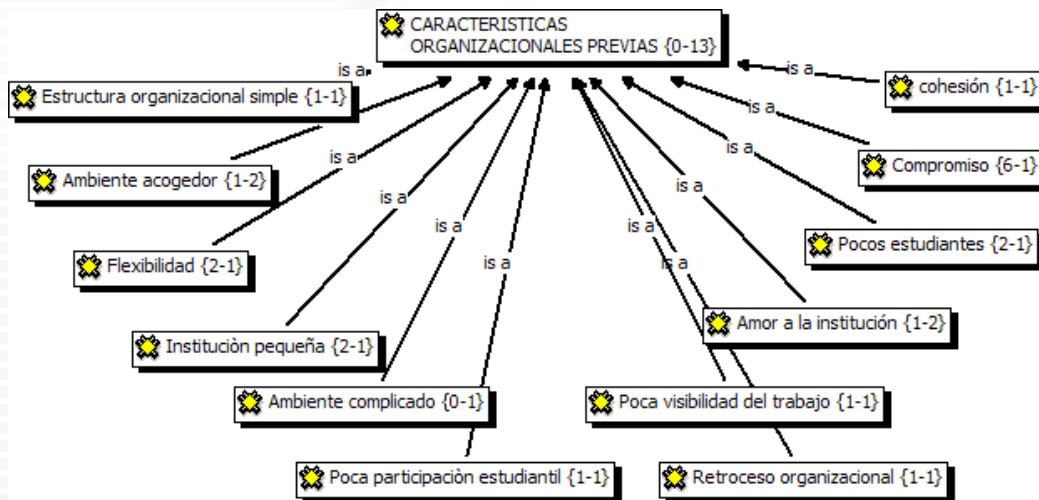 CARACTERISTICAS
ORGANIZACIONALES PREVIAS {0-13}
is a
is a
Estructura organizacional simple {1-1}
cohesión {1-1}
is a
is a
is a
Ambiente acogedor {1-2}
Compromiso {6-1}
is a
is a
is a
is a
is a
Flexibilidad {2-1}
Pocos estudiantes {2-1}
is a
is a
Instituciòn pequeña {2-1}
Amor a la institución {1-2}
Ambiente complicado {0-1}
Poca visibilidad del trabajo {1-1}
Poca participaciòn estudiantil {1-1}
Retroceso organizacional {1-1}